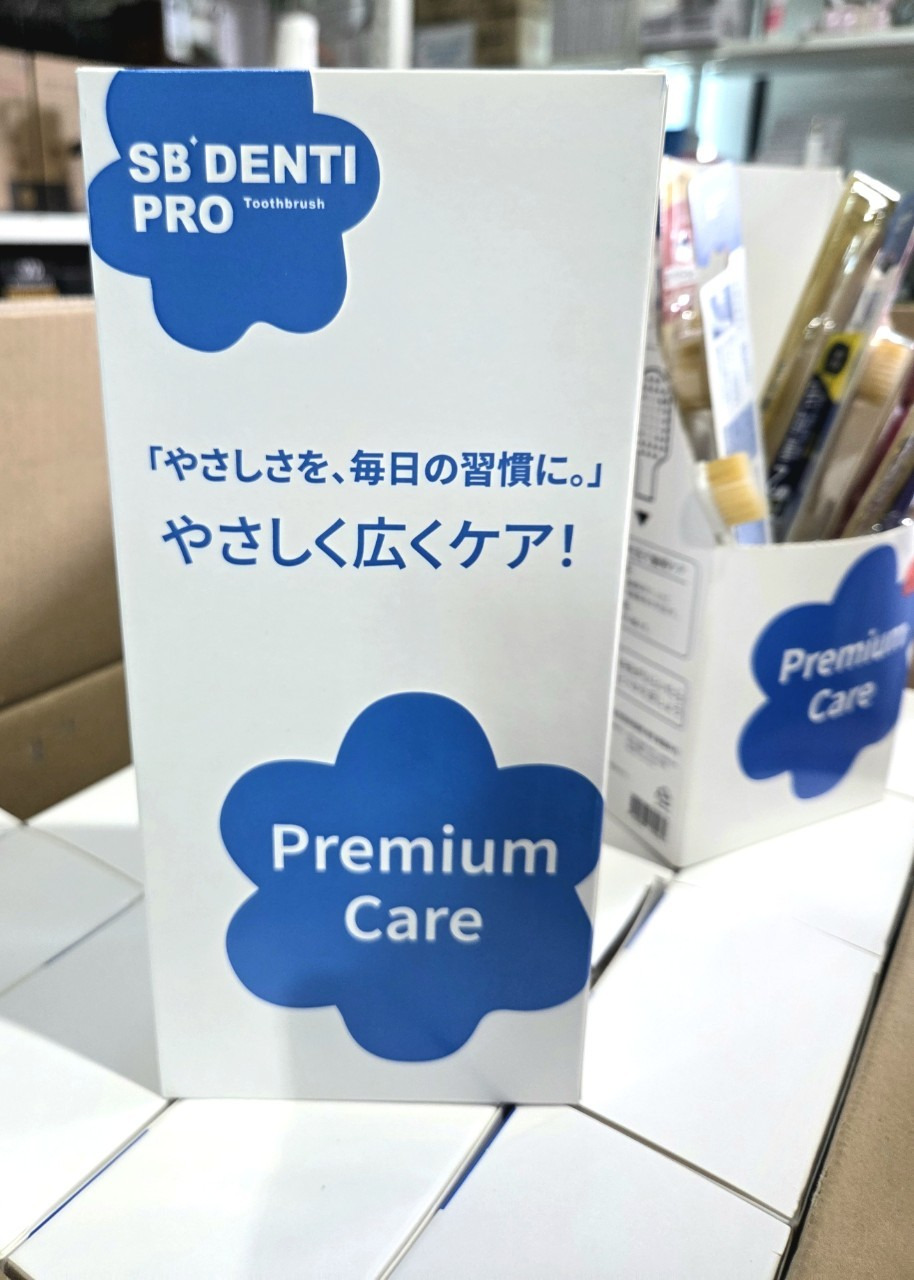 SB DENTI
PRO Toothbrush
「やさしさを、毎日の習慣に。」
やさしく広くケア!
Premium
Care
Premium
Care